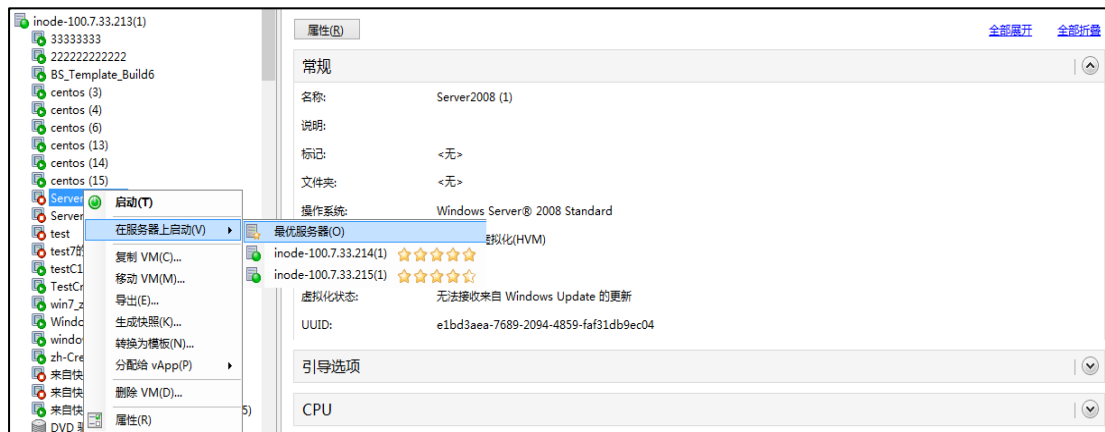 inode-100.7.33.213(1)
33333333
222222222222
BS_Template_Build6
centos (3)
centos (4)
centos (6)
centos (13)
centos (14)
centos (15)
Server
Server
test
test7的
testC1
TestCr
win7_z
Windo
windo
zh-Cre
来自快
来自快
来自快
5)
DVD 驱
启动(T)
在服务器上启动(V)
复制 VM(C)...
移动 VM(M)...
导出(E)...
生成快照(K)...
转换为模板(N)...
分配给 vApp(P)
删除 VM(D)...
属性(R)
最优服务器(O)
inode-100.7.33.214(1)
inode-100.7.33.215(1)
属性(R)
全部展开 全部折叠
常规
名称: Server2008 (1)
说明:
标记: <无>
文件夹: <无>
操作系统: Windows Server® 2008 Standard
拟化(HVM)
虚拟化状态: 无法接收来自 Windows Update 的更新
UUID: e1bd3aea-7689-2094-4859-faf31db9ec04
引导选项
CPU